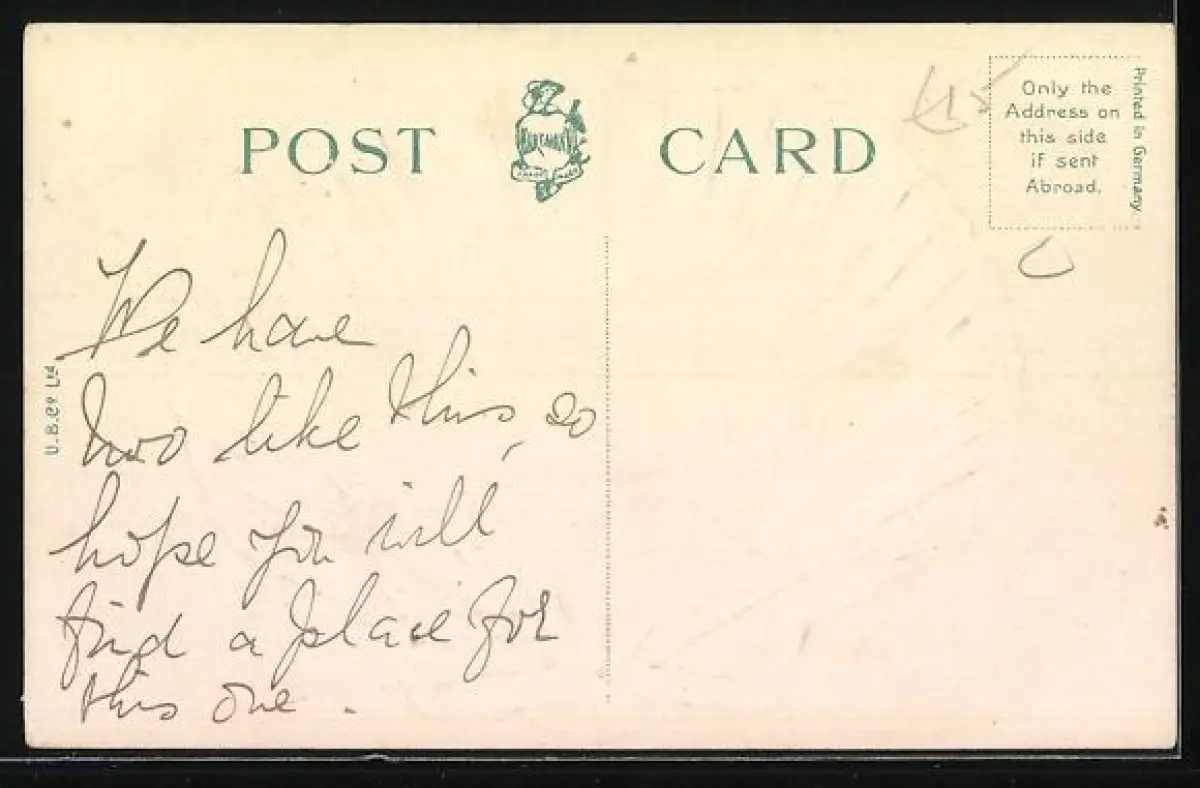 POST CARD
Only the
Address on
this side
if sent
Abroad.
Printed in Germany.
U.B.Co Ltd
We have
two like this, so
hope you will
find a place for
this one.